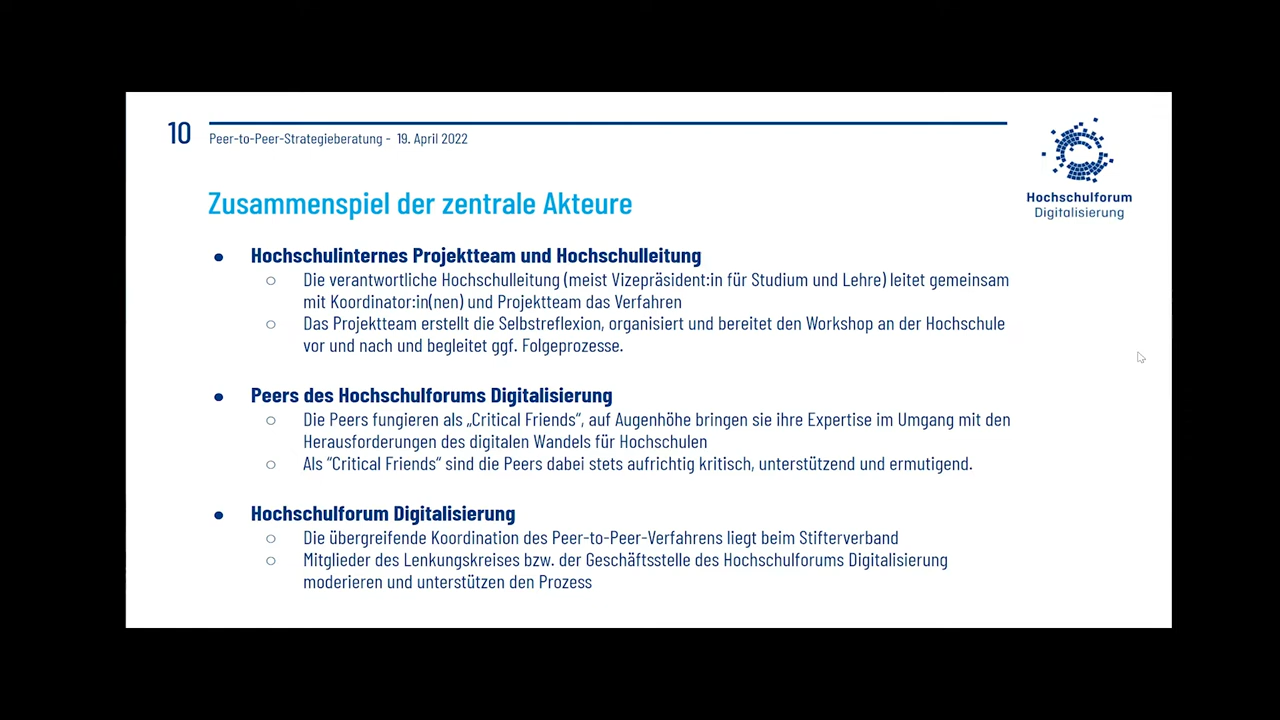 10
Peer-to-Peer-Strategieberatung - 19. April 2022
Hochschulforum
Digitalisierung
Zusammenspiel der zentrale Akteure
● Hochschulinternes Projektteam und Hochschulleitung
○ Die verantwortliche Hochschulleitung (meist Vizepräsident:in für Studium und Lehre) leitet gemeinsam
mit Koordinator:in(nen) und Projektteam das Verfahren
○ Das Projektteam erstellt die Selbstreflexion, organisiert und bereitet den Workshop an der Hochschule
vor und nach und begleitet ggf. Folgeprozesse.
● Peers des Hochschulforums Digitalisierung
○ Die Peers fungieren als „Critical Friends“, auf Augenhöhe bringen sie ihre Expertise im Umgang mit den
Herausforderungen des digitalen Wandels für Hochschulen
○ Als “Critical Friends“ sind die Peers dabei stets aufrichtig kritisch, unterstützend und ermutigend.
● Hochschulforum Digitalisierung
○ Die übergreifende Koordination des Peer-to-Peer-Verfahrens liegt beim Stifterverband
○ Mitglieder des Lenkungskreises bzw. der Geschäftsstelle des Hochschulforums Digitalisierung
moderieren und unterstützen den Prozess